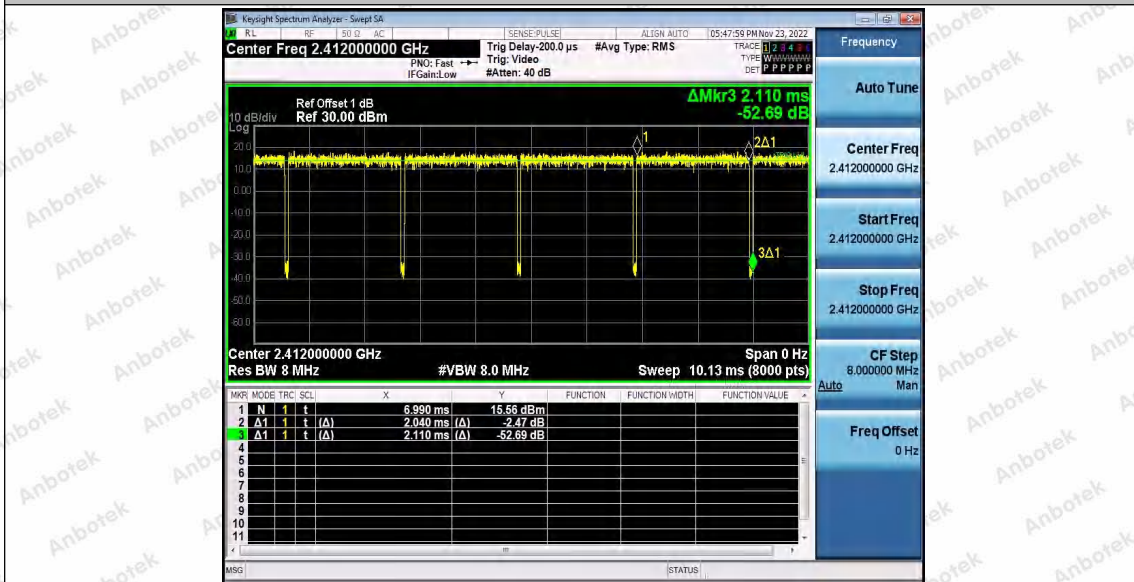 Keysight Spectrum Analyzer - Swept SA
RL RF 50 Ω AC SENSE:PULSE ALIGN AUTO 05:47:59 PM Nov 23, 2022
Center Freq 2.412000000 GHz
PNO: Fast
IFGain:Low
Trig Delay-200.0 µs
Trig: Video
#Atten: 40 dB
#Avg Type: RMS
TRACE 1 2 3 4 5 6
TYPE WWWWWW
DET P P P P P P
ΔMkr3 2.110 ms
-52.69 dB
Ref Offset 1 dB
10 dB/div Ref 30.00 dBm
Log
20.0
10.0
0.00
-10.0
-20.0
-30.0
-40.0
-50.0
-60.0
1
2Δ1
3Δ1
Center 2.412000000 GHz Span 0 Hz
Res BW 8 MHz #VBW 8.0 MHz Sweep 10.13 ms (8000 pts)
MKR MODE TRC SCL X Y FUNCTION FUNCTION WIDTH FUNCTION VALUE
1 N 1 t 6.990 ms 15.56 dBm
2 Δ1 1 t (Δ) 2.040 ms (Δ) -2.47 dB
3 Δ1 1 t (Δ) 2.110 ms (Δ) -52.69 dB
4
5
6
7
8
9
10
11
MSG STATUS
Frequency
Auto Tune
Center Freq
2.412000000 GHz
Start Freq
2.412000000 GHz
Stop Freq
2.412000000 GHz
CF Step
8.000000 MHz
Auto Man
Freq Offset
0 Hz
Anbotek